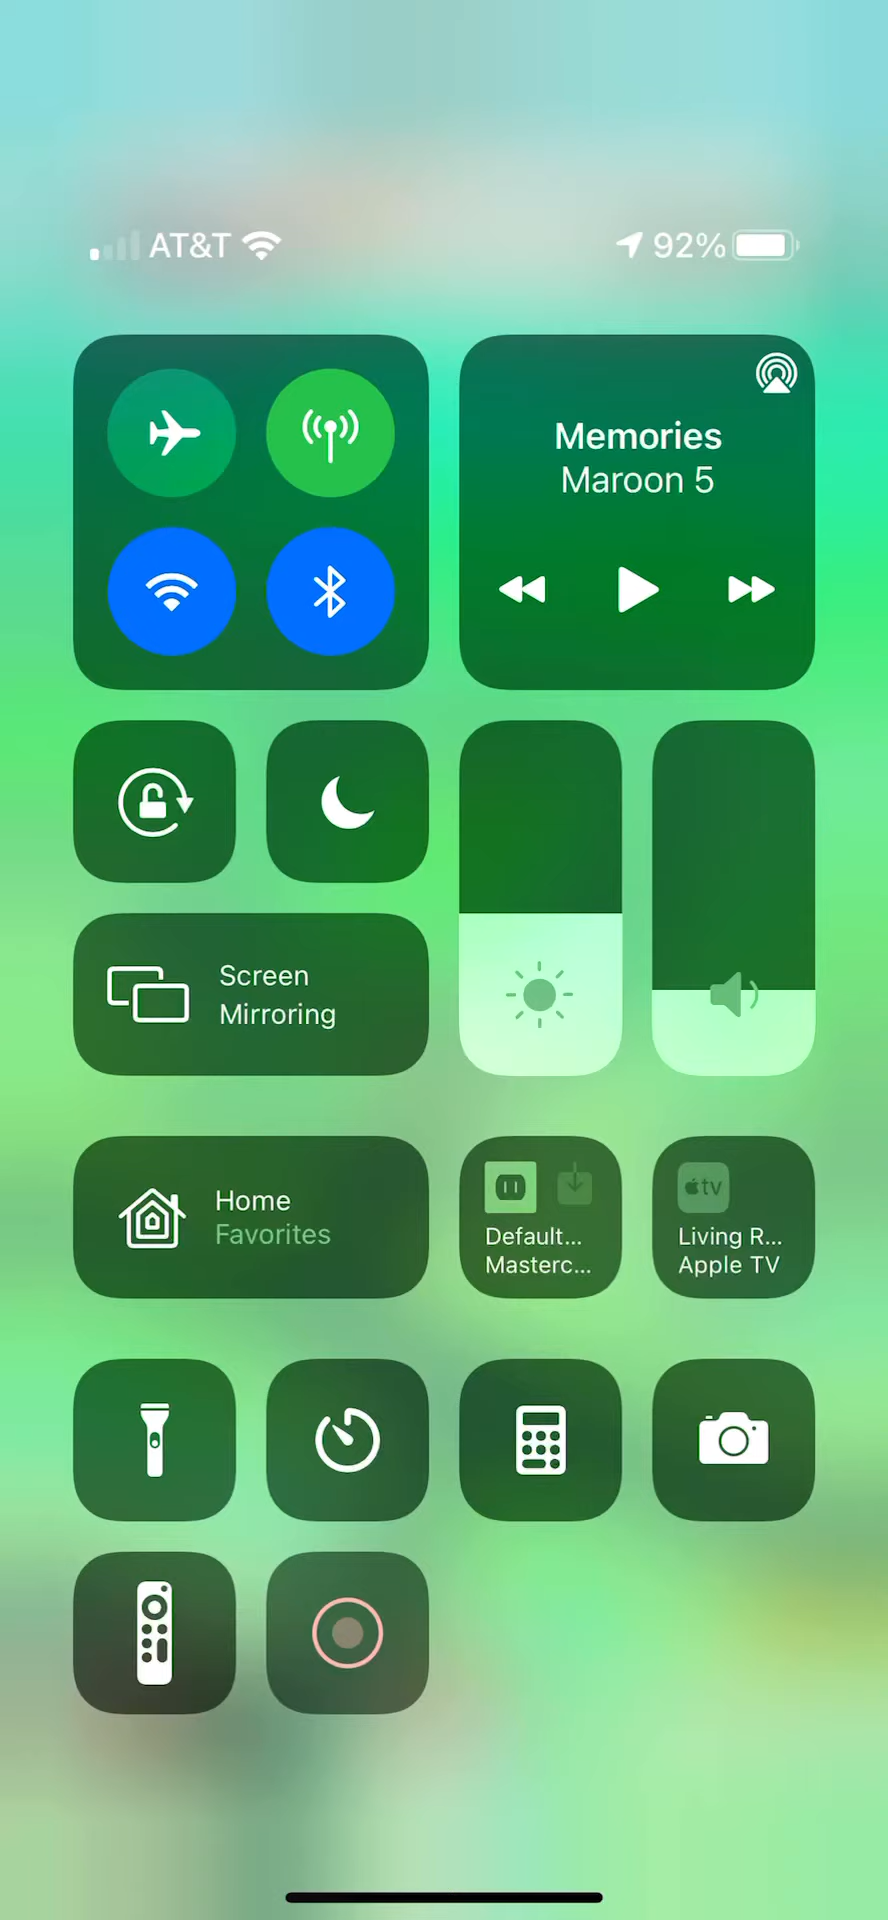 AT&T
92%
Memories
Maroon 5
Screen
Mirroring
Home
Favorites
tv
Default...
Masterc...
Living R...
Apple TV